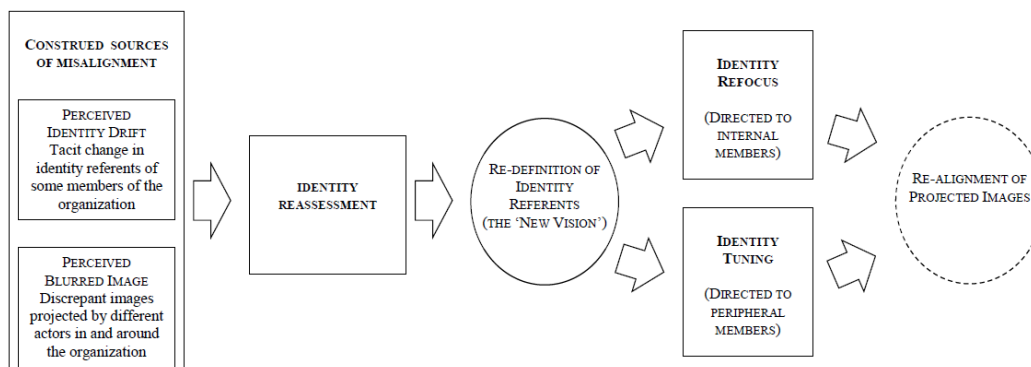 CONSTRUED SOURCES
OF MISALIGNMENT
PERCEIVED
IDENTITY DRIFT
Tacit change in
identity referents of
some members of the
organization
PERCEIVED
BLURRED IMAGE
Discrepant images
projected by different
actors in and around
the organization
IDENTITY
REASSESSMENT
RE-DEFINITION OF
IDENTITY
REFERENTS
(THE ‘NEW VISION’)
IDENTITY
REFOCUS
(DIRECTED TO
INTERNAL
MEMBERS)
IDENTITY
TUNING
(DIRECTED TO
PERIPHERAL
MEMBERS)
RE-ALIGNMENT OF
PROJECTED IMAGES